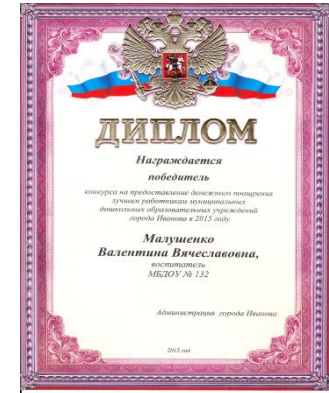 ДИПЛОМ
Награждается
победитель
конкурса на предоставление денежного поощрения
лучшим работникам муниципальных
дошкольных образовательных учреждений
города Иванова в 2015 году
Малушенко
Валентина Вячеславовна,
воспитатель
МБДОУ № 132
Администрация города Иванова
2015 год